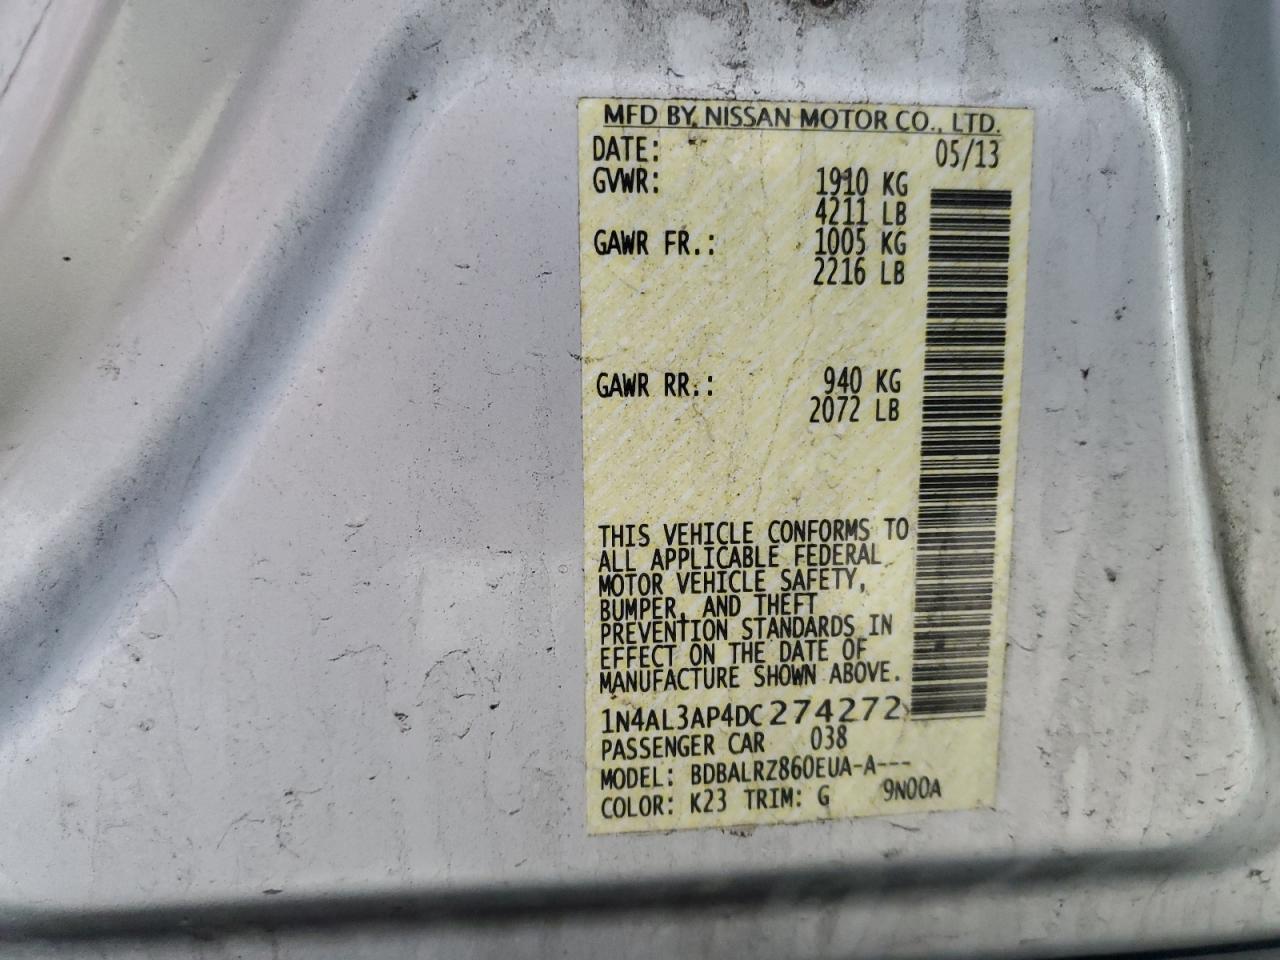 MFD BY NISSAN MOTOR CO., LTD.
DATE: 05/13
GVWR: 1910 KG
4211 LB
GAWR FR.: 1005 KG
2216 LB
GAWR RR.: 940 KG
2072 LB
THIS VEHICLE CONFORMS TO
ALL APPLICABLE FEDERAL
MOTOR VEHICLE SAFETY,
BUMPER, AND THEFT
PREVENTION STANDARDS IN
EFFECT ON THE DATE OF
MANUFACTURE SHOWN ABOVE.
1N4AL3AP4DC274272
PASSENGER CAR 038
MODEL: BDBALRZ860EUA-A---
COLOR: K23 TRIM: G 9N00A